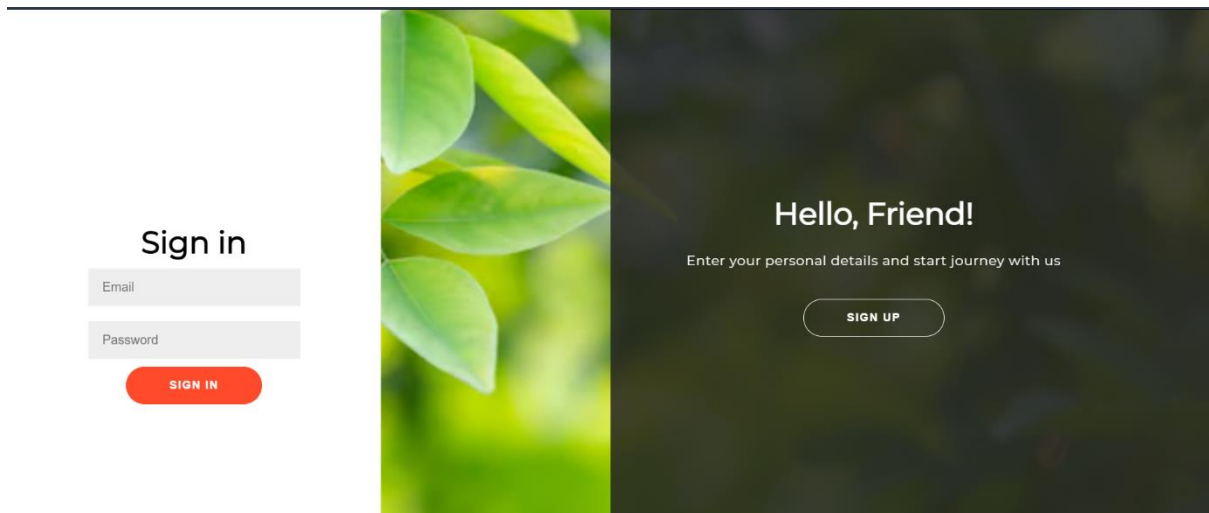 Sign in
Email
Password
SIGN IN
Hello, Friend!
Enter your personal details and start journey with us
SIGN UP